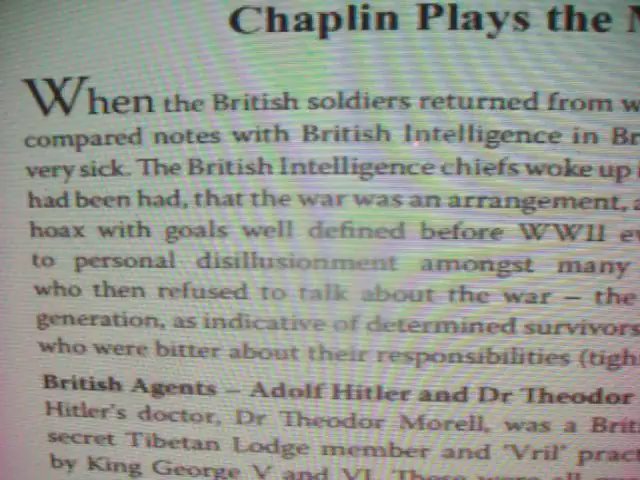 Chaplin Plays the
When the British soldiers returned from
compared notes with British Intelligence in
very sick. The British Intelligence chiefs woke up
had been had, that the war was an arrangement,
hoax with goals well defined before WWII
to personal disillusionment amongst many
who then refused to talk about the war – the
generation, as indicative of determined survivors
who were bitter about their responsibilities (tigh
British Agents – Adolf Hitler and Dr Theodor
Hitler's doctor, Dr Theodor Morell, was a Brit
secret Tibetan Lodge member and 'Vril' pract
by King George V and VI. These were all